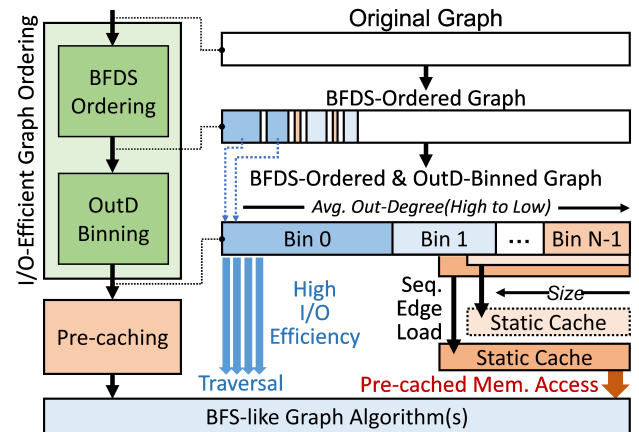 I/O-Efficient Graph Ordering
BFDS
Ordering
OutD
Binning
Pre-caching
Original Graph
BFDS-Ordered Graph
BFDS-Ordered & OutD-Binned Graph
Avg. Out-Degree(High to Low)
Bin 0
Bin 1
...
Bin N-1
High
I/O
Efficiency
Traversal
Seq.
Edge
Load
Size
Static Cache
Static Cache
Pre-cached Mem. Access
BFS-like Graph Algorithm(s)